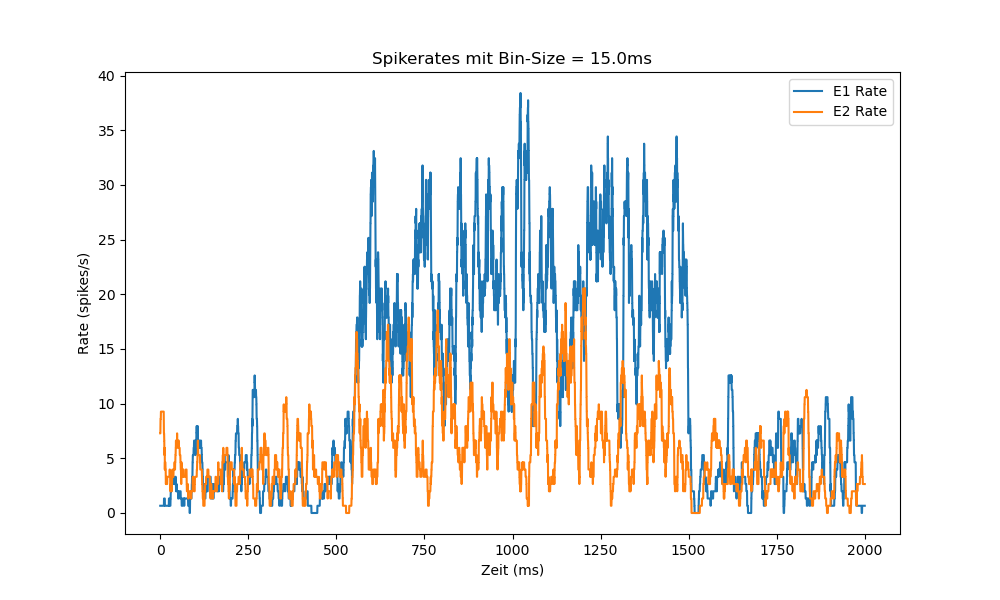 Spikerates mit Bin-Size = 15.0ms
E1 Rate
E2 Rate
Rate (spikes/s)
40
35
30
25
20
15
10
5
0
0 250 500 750 1000 1250 1500 1750 2000
Zeit (ms)